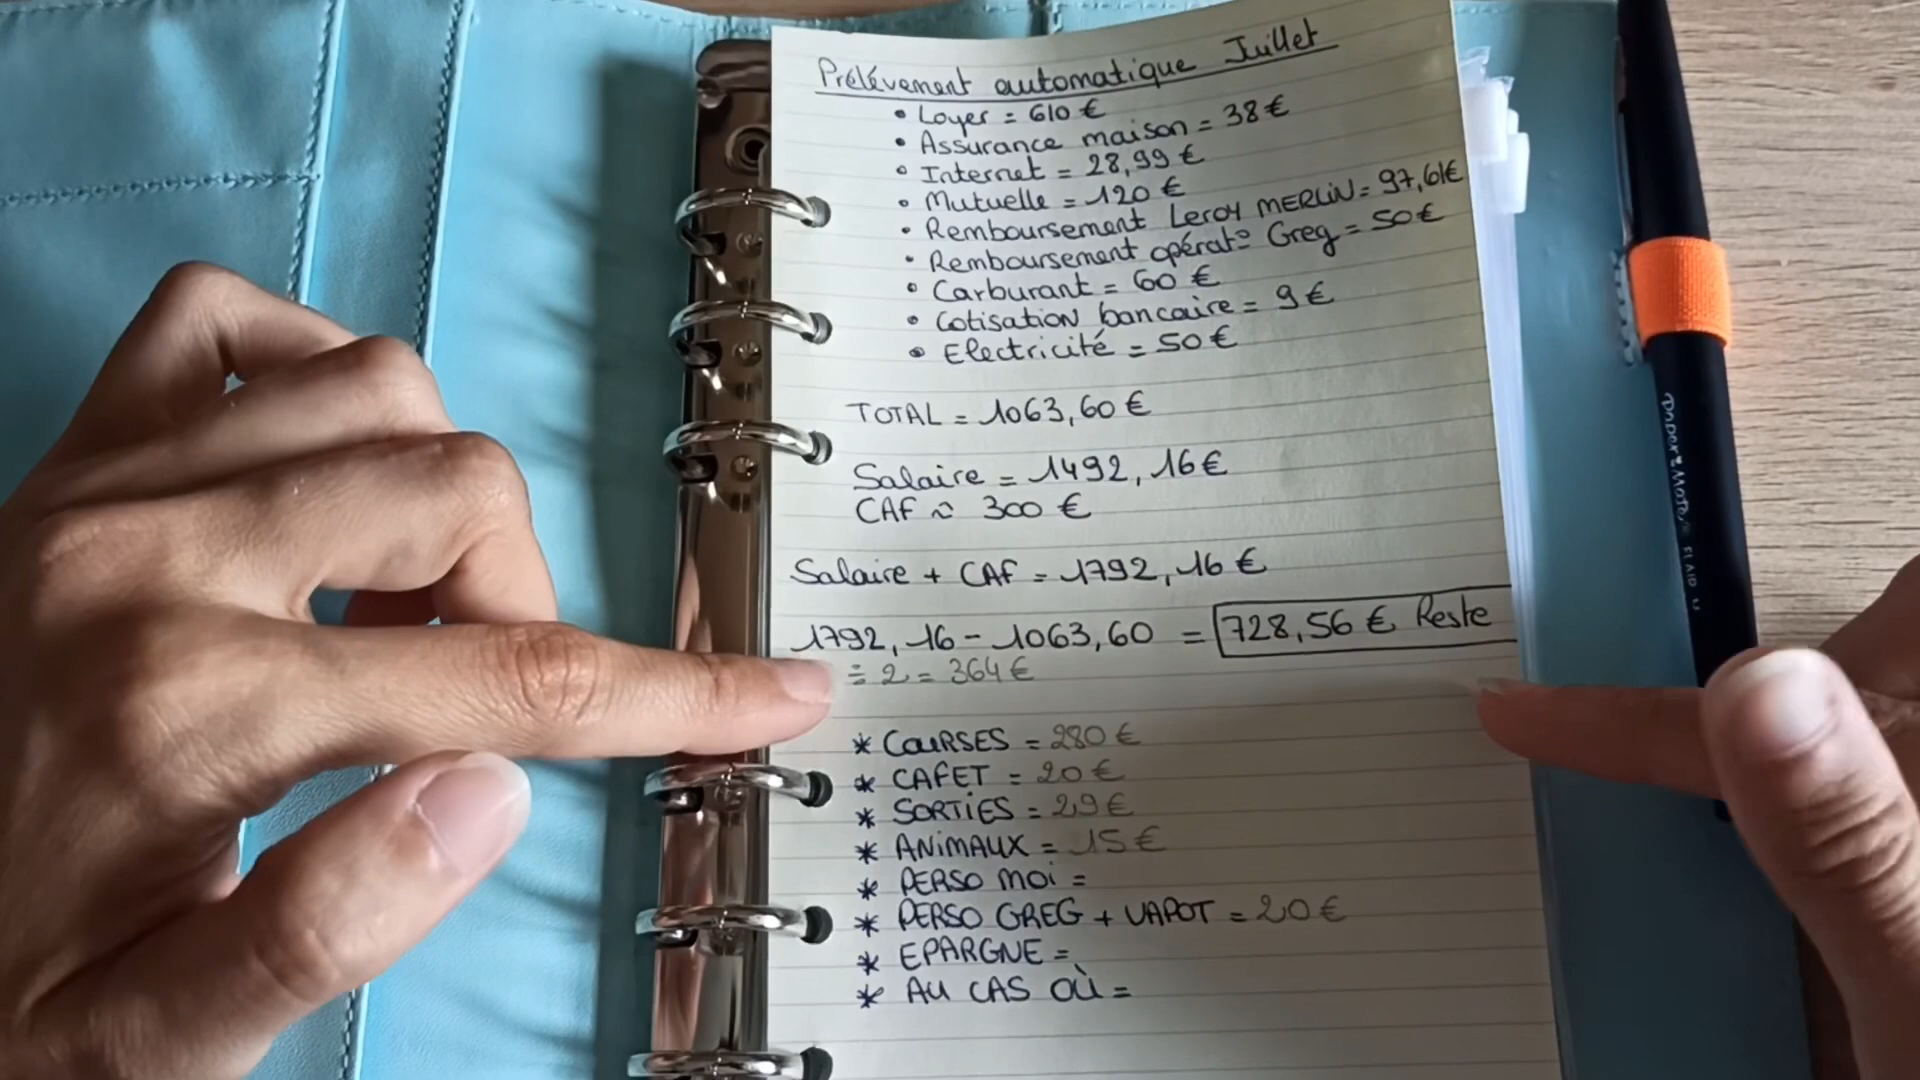 Prélévement automatique Juillet
• Loyer = 610 €
• Assurance maison = 38 €
• Internet = 28,99 €
• Mutuelle = 120 €
• Remboursement Leroy MERLiN = 97,61€
• Remboursement opérat° Greg = 50 €
• Carburant = 60 €
• Cotisation bancaire = 9 €
• Electricité = 50 €
TOTAL = 1063,60 €
Salaire = 1492,16 €
CAF ~ 300 €
Salaire + CAF = 1792,16 €
1792,16 - 1063,60 = 728,56 € Reste
÷ 2 = 364 €
* COURSES = 280 €
* CAFET = 20 €
* SORTiES = 29 €
* ANiMAUX = 15 €
* PERSO MOi =
* PERSO GREG + VAPOT = 20 €
* EPARGNE =
* AU CAS OÙ =
PaperMate
FLAIR